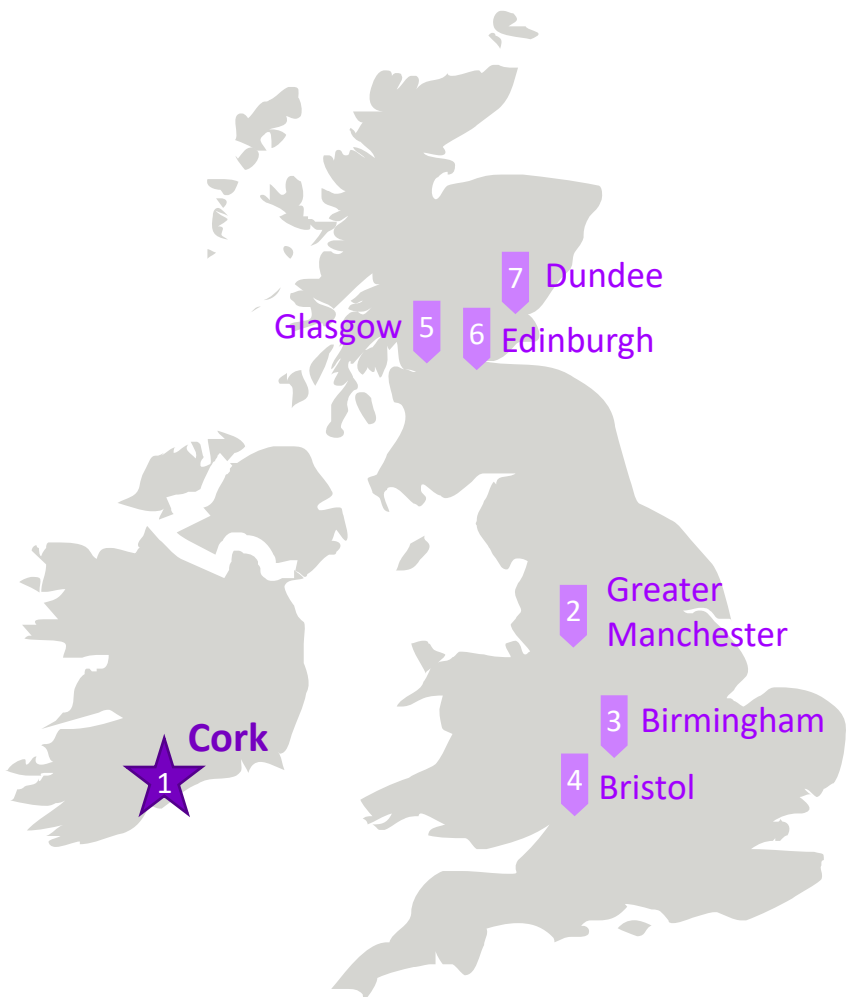 7 Dundee
Glasgow 5
6 Edinburgh
2 Greater
Manchester
3 Birmingham
Cork
1
4 Bristol